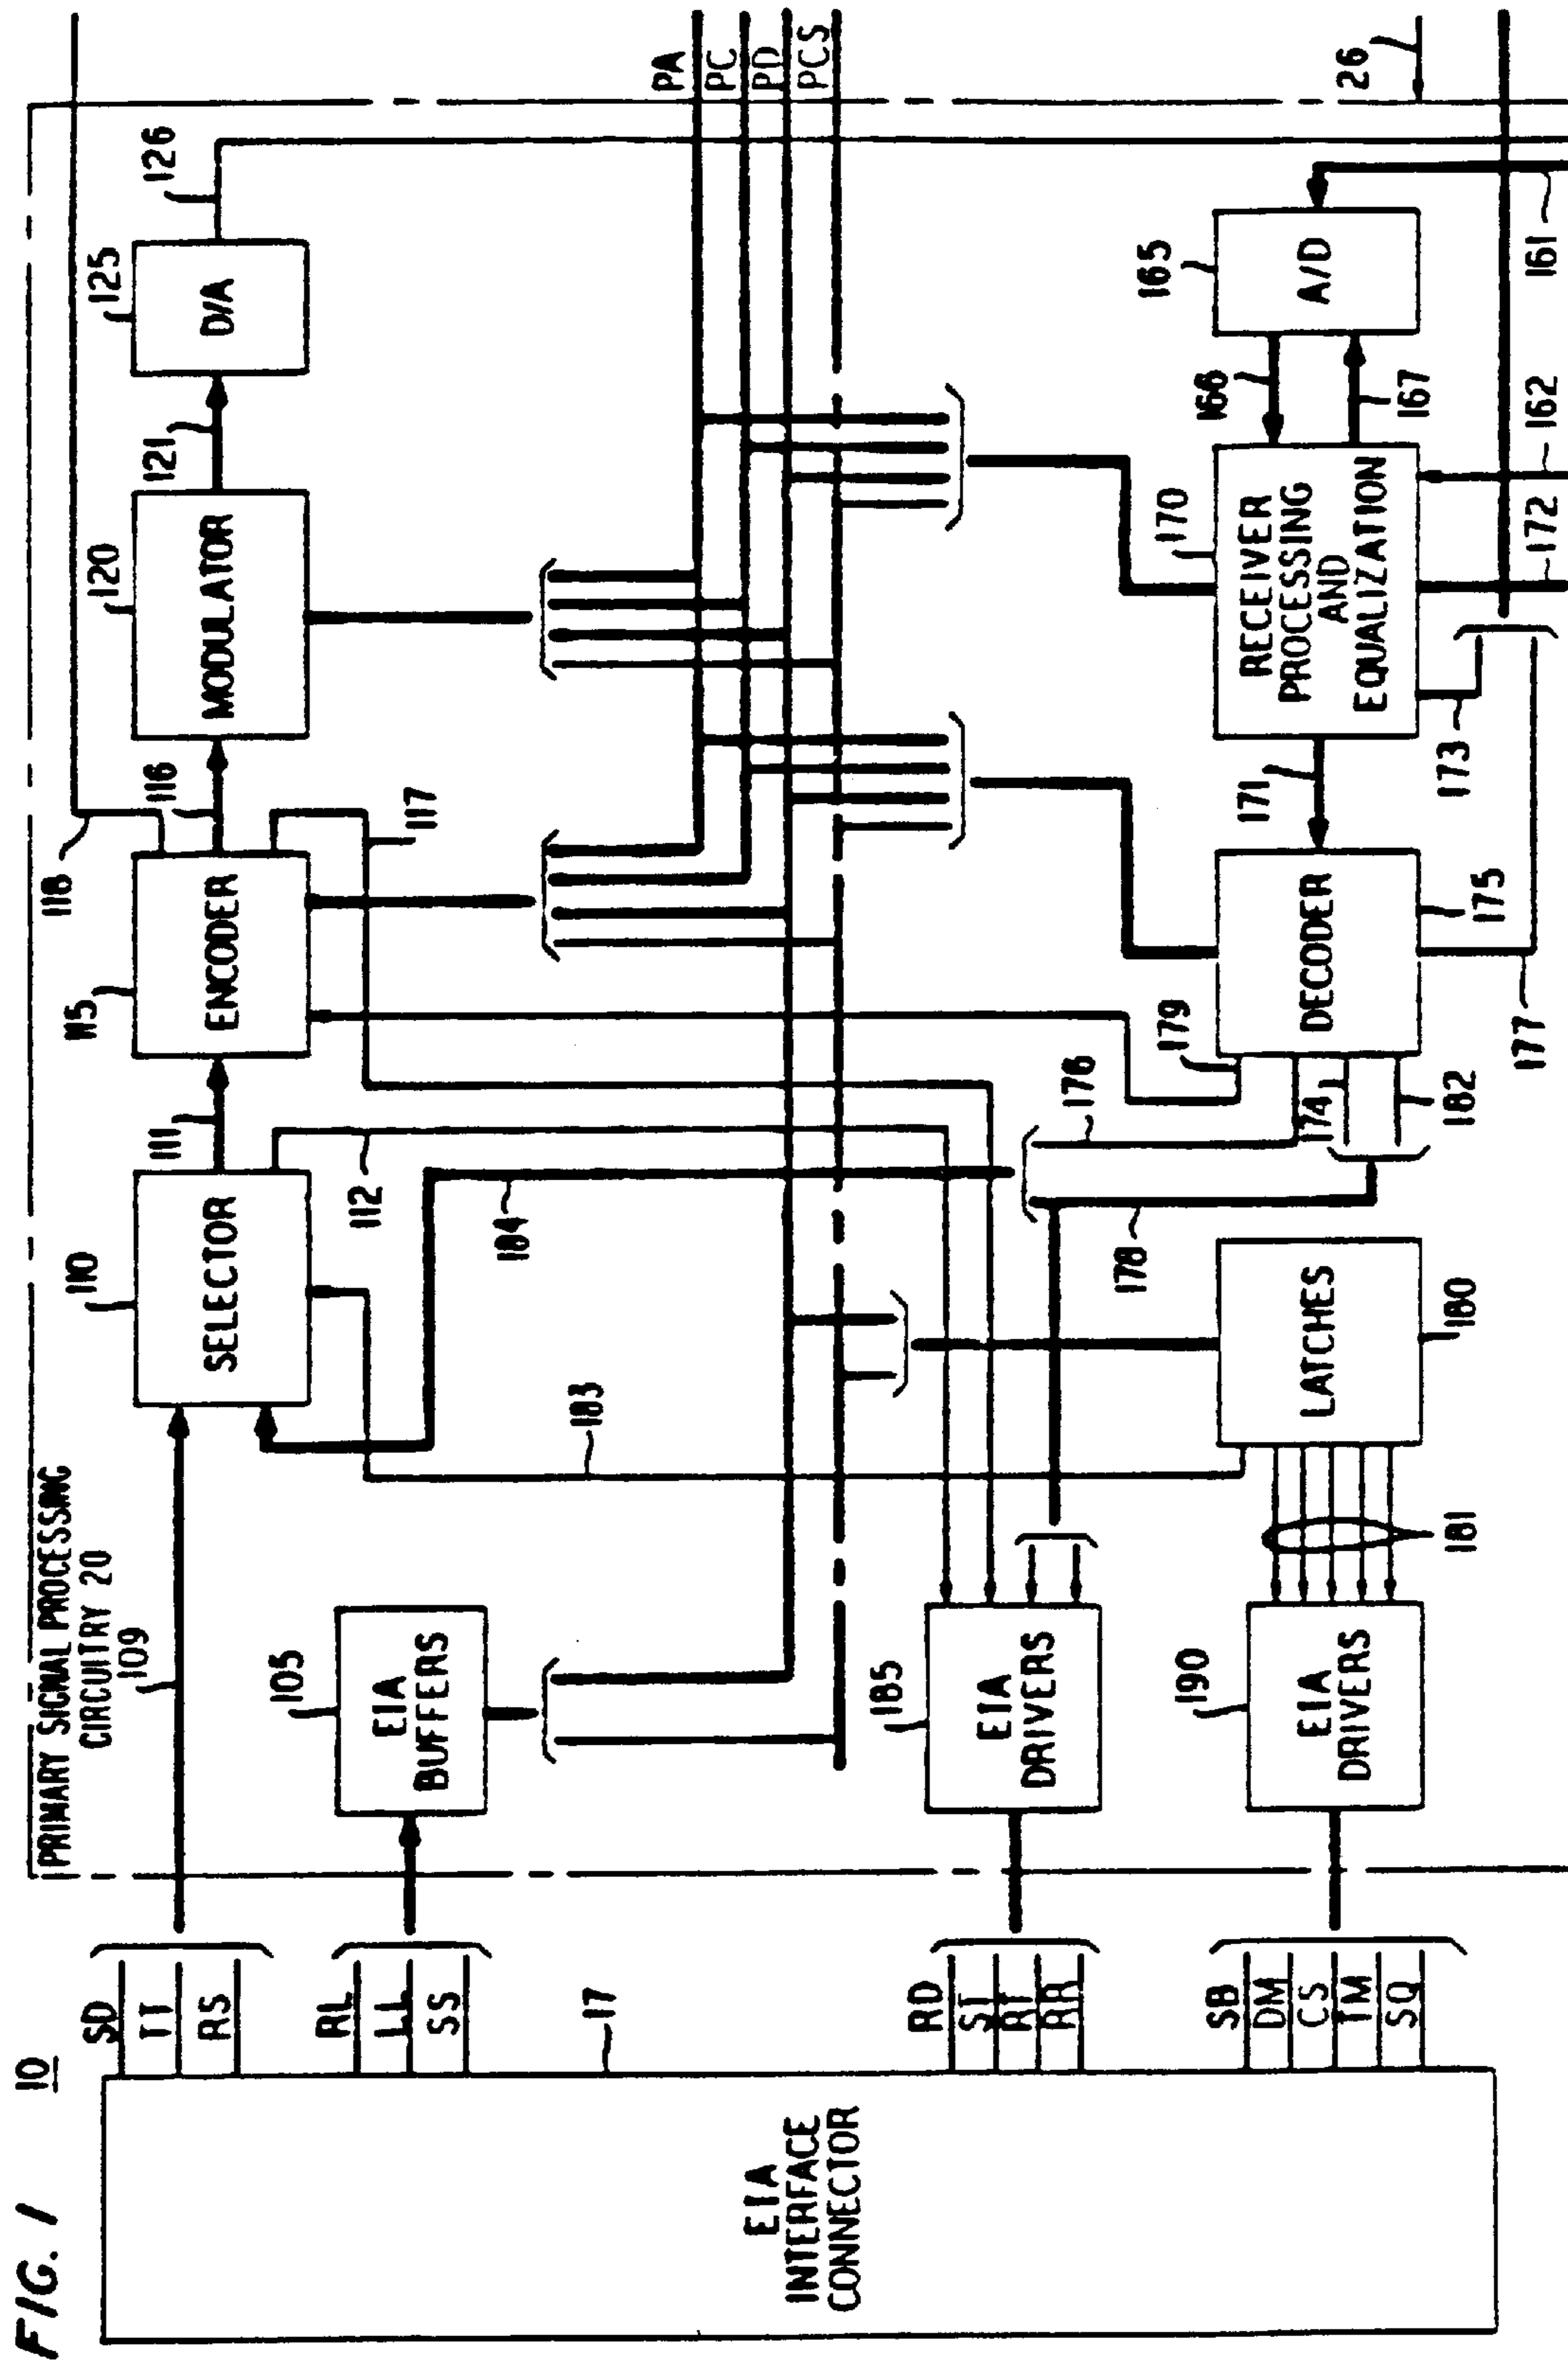 FIG. 1
10
PRIMARY SIGNAL PROCESSING
CIRCUITRY 20
EIA
INTERFACE
CONNECTOR
17
SD
TT
RS
RL
LL
SS
RD
ST
RT
RR
SB
DM
CS
TM
SQ
109
105
EIA
BUFFERS
185
EIA
DRIVERS
190
EIA
DRIVERS
110
SELECTOR
111
112
183
184
LATCHES
180
181
178
176
174
182
179
115
ENCODER
118
116
117
DECODER
175
177
171
173
120
MODULATOR
121
170
RECEIVER
PROCESSING
AND
EQUALIZATION
166
167
172
162
125
D/A
126
165
A/D
161
26
PA
PC
PD
PCS